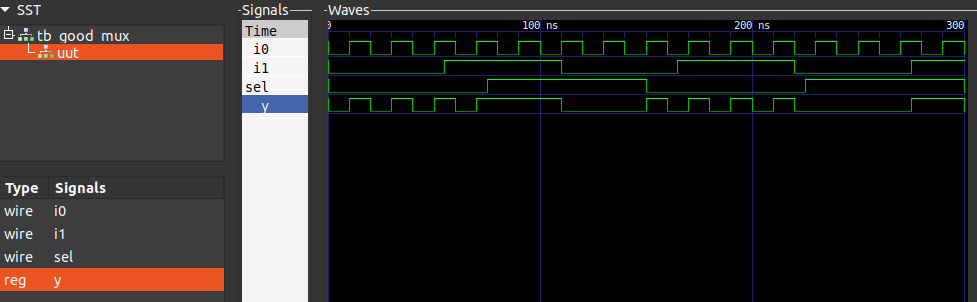 SST
tb_good_mux
uut
Type Signals
wire i0
wire i1
wire sel
reg y
Signals
Time
i0
i1
sel
y
Waves
0 100 ns 200 ns 300